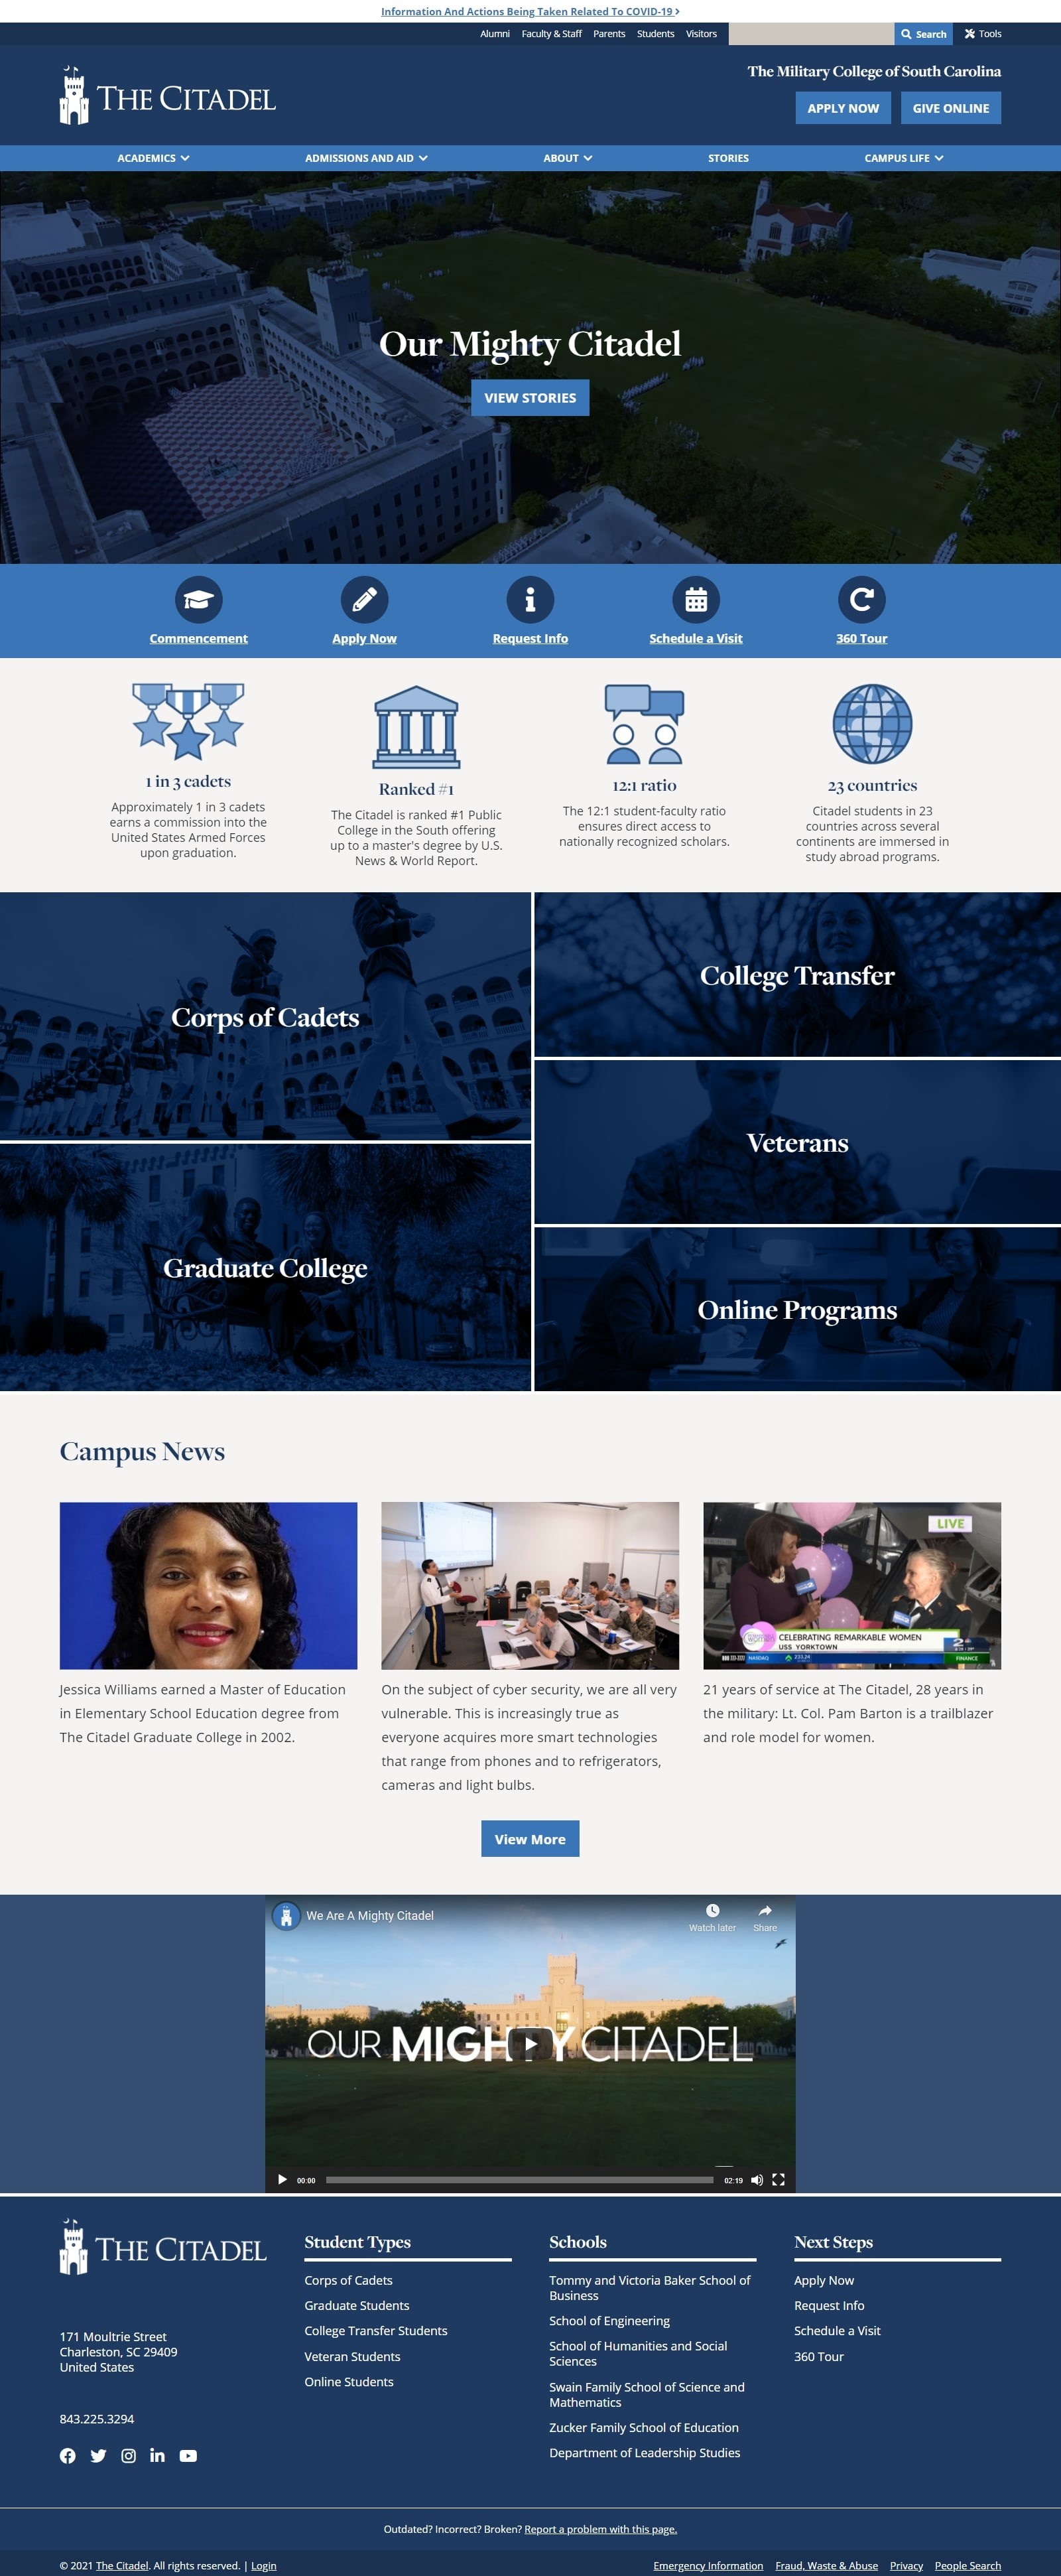 Information And Actions Being Taken Related To COVID-19
Alumni Faculty & Staff Parents Students Visitors Search Tools
THE CITADEL
The Military College of South Carolina
APPLY NOW GIVE ONLINE
ACADEMICS ADMISSIONS AND AID ABOUT STORIES CAMPUS LIFE
Our Mighty Citadel
VIEW STORIES
Commencement Apply Now Request Info Schedule a Visit 360 Tour
1 in 3 cadets
Approximately 1 in 3 cadets
earns a commission into the
United States Armed Forces
upon graduation.
Ranked #1
The Citadel is ranked #1 Public
College in the South offering
up to a master's degree by U.S.
News & World Report.
12:1 ratio
The 12:1 student-faculty ratio
ensures direct access to
nationally recognized scholars.
23 countries
Citadel students in 23
countries across several
continents are immersed in
study abroad programs.
Corps of Cadets
Graduate College
College Transfer
Veterans
Online Programs
Campus News
Jessica Williams earned a Master of Education
in Elementary School Education degree from
The Citadel Graduate College in 2002.
On the subject of cyber security, we are all very
vulnerable. This is increasingly true as
everyone acquires more smart technologies
that range from phones and to refrigerators,
cameras and light bulbs.
LIVE
CELEBRATING REMARKABLE WOMEN
USS YORKTOWN
2
NASDAQ 233.24 FINANCE
21 years of service at The Citadel, 28 years in
the military: Lt. Col. Pam Barton is a trailblazer
and role model for women.
View More
We Are A Mighty Citadel
Watch later Share
OUR MIGHTY CITADEL
00:00 02:19
THE CITADEL
171 Moultrie Street
Charleston, SC 29409
United States
843.225.3294
Student Types
Corps of Cadets
Graduate Students
College Transfer Students
Veteran Students
Online Students
Schools
Tommy and Victoria Baker School of
Business
School of Engineering
School of Humanities and Social
Sciences
Swain Family School of Science and
Mathematics
Zucker Family School of Education
Department of Leadership Studies
Next Steps
Apply Now
Request Info
Schedule a Visit
360 Tour
Outdated? Incorrect? Broken? Report a problem with this page.
© 2021 The Citadel. All rights reserved. | Login
Emergency Information Fraud, Waste & Abuse Privacy People Search